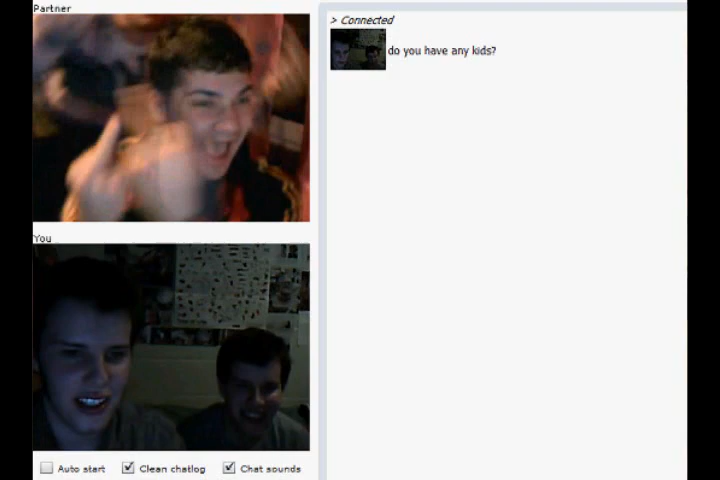 Partner
> Connected
do you have any kids?
You
Auto start
Clean chatlog
Chat sounds